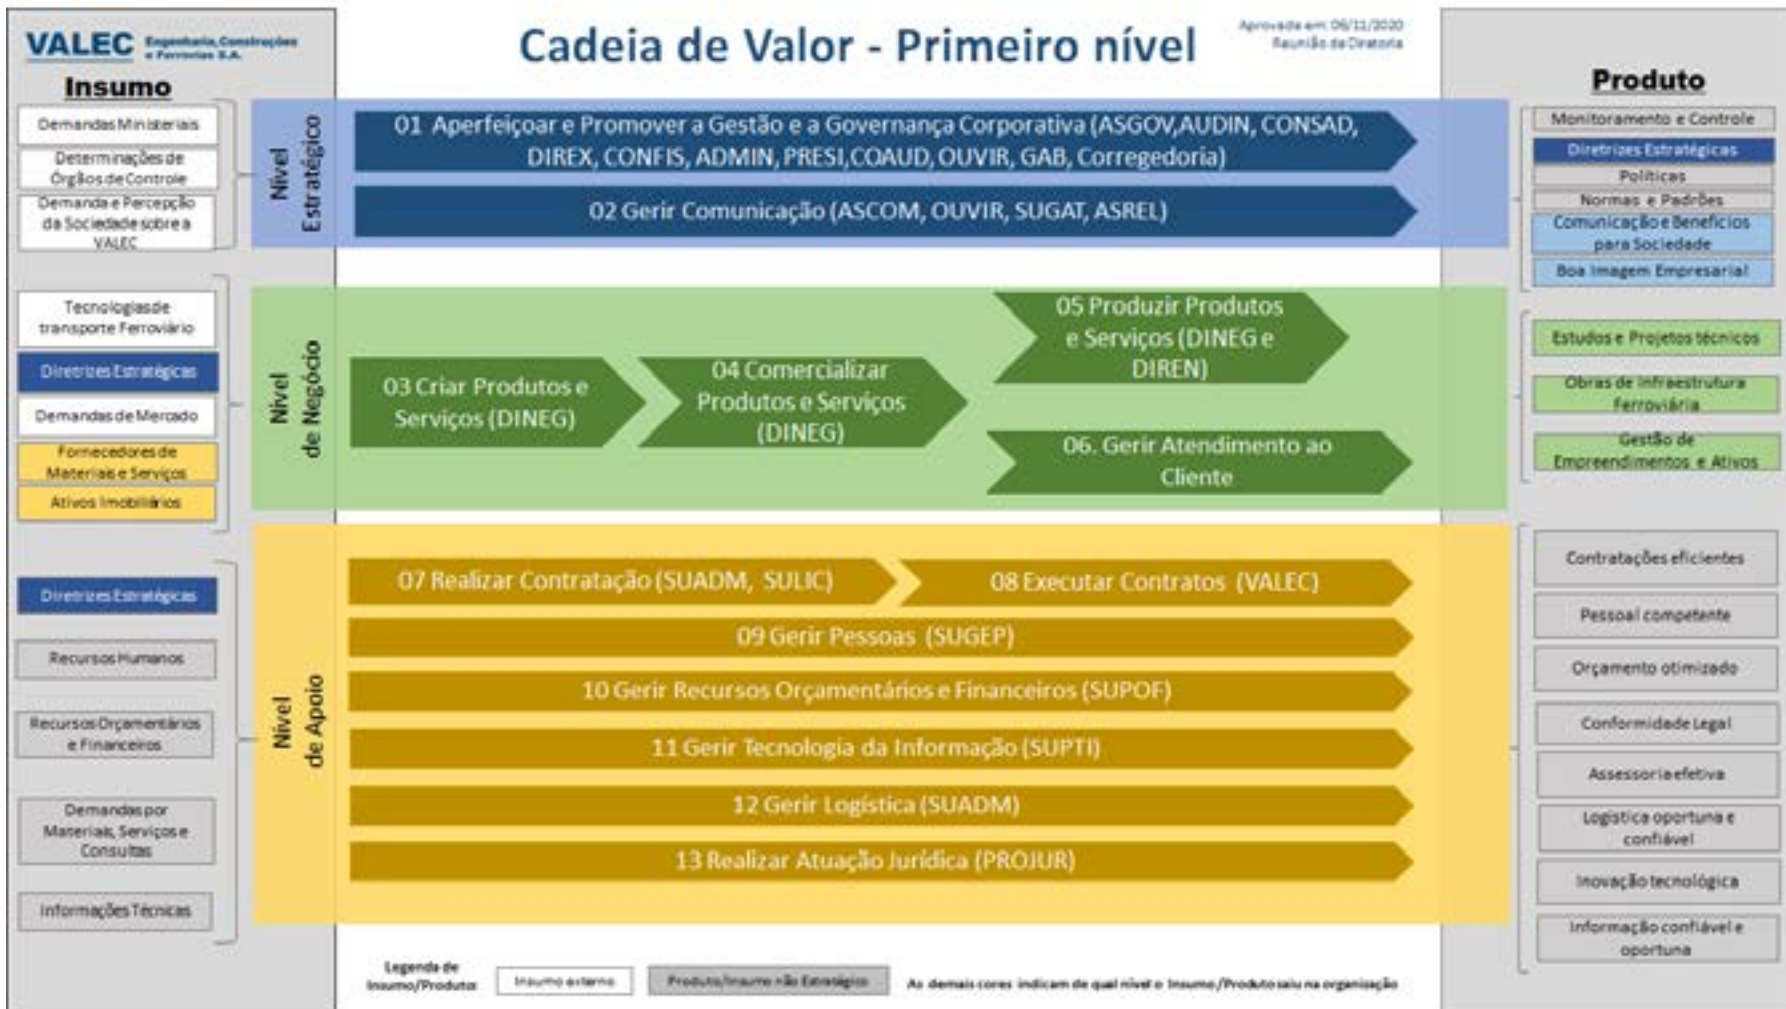 VALEC Engenharia, Construções
e Ferrovias S.A.
Cadeia de Valor - Primeiro nível
Aprovada em: 06/11/2020
Reunião da Diretoria
Insumo
Demandas Ministeriais
Determinações de
Órgãos de Controle
Demanda e Percepção
da Sociedade sobre a
VALEC
Nível
Estratégico
01 Aperfeiçoar e Promover a Gestão e a Governança Corporativa (ASGOV,AUDIN, CONSAD,
DIREX, CONFIS, ADMIN, PRESI,COAUD, OUVIR, GAB, Corregedoria)
02 Gerir Comunicação (ASCOM, OUVIR, SUGAT, ASREL)
Produto
Monitoramento e Controle
Diretrizes Estratégicas
Políticas
Normas e Padrões
Comunicação e Benefícios
para Sociedade
Boa Imagem Empresarial
Tecnologias de
transporte Ferroviário
Diretrizes Estratégicas
Demandas de Mercado
Fornecedores de
Materiais e Serviços
Ativos Imobiliários
Nível
de Negócio
03 Criar Produtos e
Serviços (DINEG)
04 Comercializar
Produtos e Serviços
(DINEG)
05 Produzir Produtos
e Serviços (DINEG e
DIREN)
06. Gerir Atendimento ao
Cliente
Estudos e Projetos técnicos
Obras de Infraestrutura
Ferroviária
Gestão de
Empreendimentos e Ativos
Diretrizes Estratégicas
Recursos Humanos
Recursos Orçamentários
e Financeiros
Demandas por
Materiais, Serviços e
Consultas
Informações Técnicas
Nível
de Apoio
07 Realizar Contratação (SUADM, SULIC)
08 Executar Contratos (VALEC)
09 Gerir Pessoas (SUGEP)
10 Gerir Recursos Orçamentários e Financeiros (SUPOF)
11 Gerir Tecnologia da Informação (SUPTI)
12 Gerir Logística (SUADM)
13 Realizar Atuação Jurídica (PROJUR)
Contratações eficientes
Pessoal competente
Orçamento otimizado
Conformidade Legal
Assessoria efetiva
Logística oportuna e
confiável
Inovação tecnológica
Informação confiável e
oportuna
Legenda de
Insumo/Produto:
Insumo externo
Produto/Insumo não Estratégico
As demais cores indicam de qual nível o Insumo/Produto saiu na organização